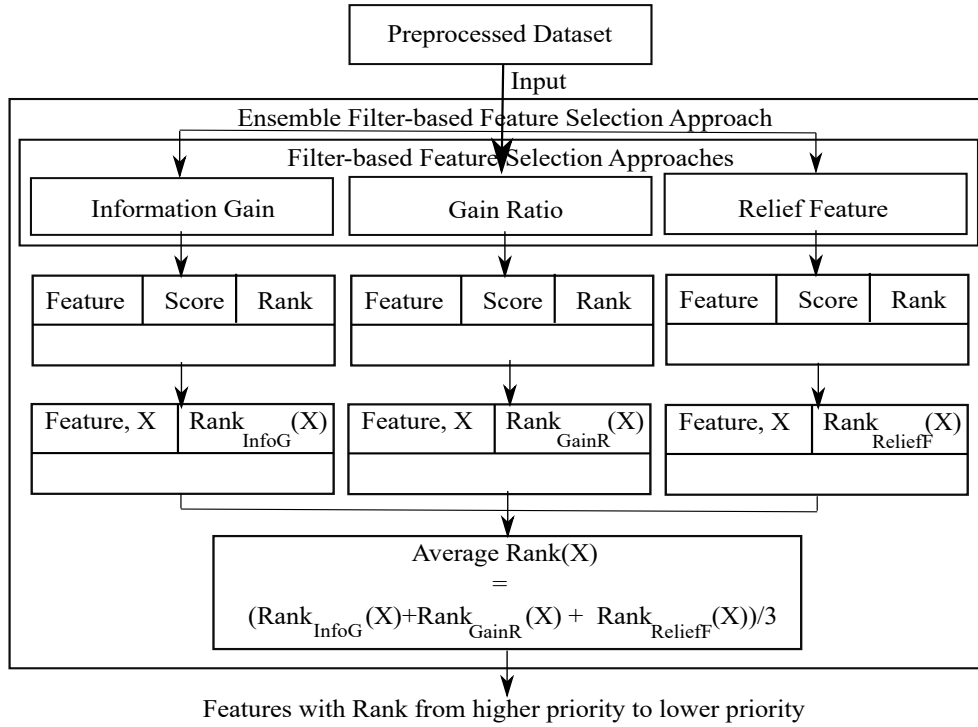 Preprocessed Dataset
Input
Ensemble Filter-based Feature Selection Approach
Filter-based Feature Selection Approaches
Information Gain
Gain Ratio
Relief Feature
Feature Score Rank
Feature Score Rank
Feature Score Rank
Feature, X Rank InfoG (X)
Feature, X Rank GainR (X)
Feature, X Rank ReliefF (X)
Average Rank(X)
=
(Rank InfoG (X)+Rank GainR (X) + Rank ReliefF (X))/3
Features with Rank from higher priority to lower priority